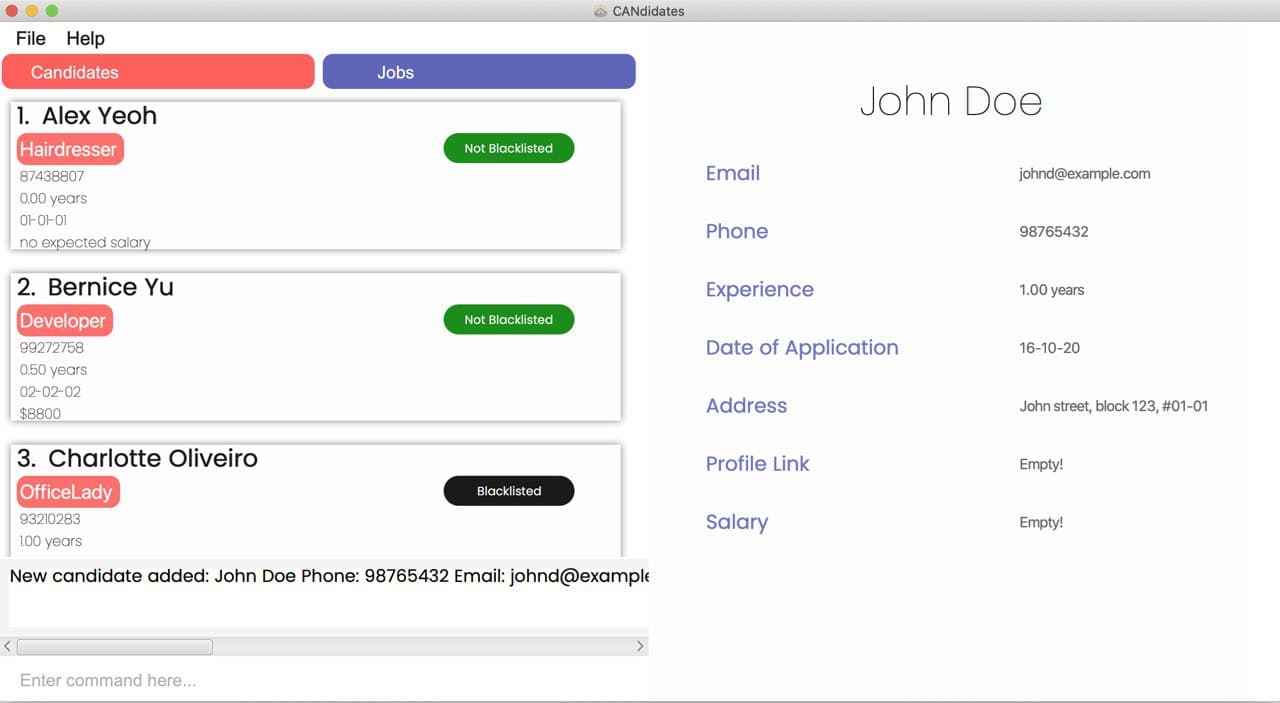 CANdidates
File Help
Candidates Jobs
1. Alex Yeoh
Hairdresser
Not Blacklisted
87438807
0.00 years
01-01-01
no expected salary
2. Bernice Yu
Developer
Not Blacklisted
99272758
0.50 years
02-02-02
$8800
3. Charlotte Oliveiro
OfficeLady
Blacklisted
93210283
1.00 years
New candidate added: John Doe Phone: 98765432 Email: johnd@example
Enter command here...
John Doe
Email johnd@example.com
Phone 98765432
Experience 1.00 years
Date of Application 16-10-20
Address John street, block 123, #01-01
Profile Link Empty!
Salary Empty!